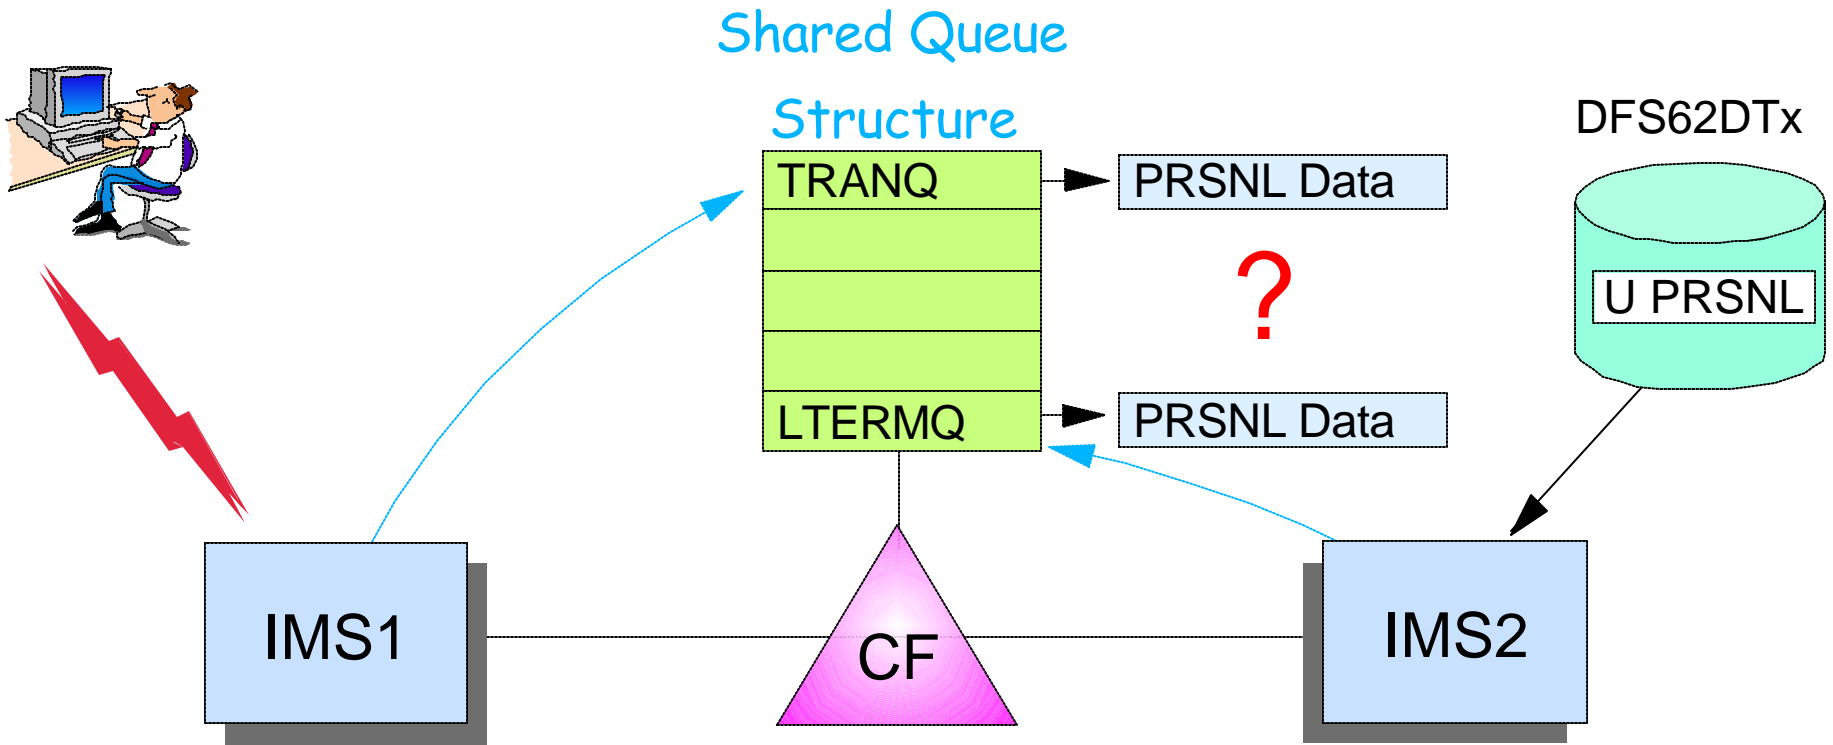 Shared Queue
Structure
DFS62DTx
TRANQ
PRSNL Data
?
U PRSNL
LTERMQ
PRSNL Data
IMS1
CF
IMS2